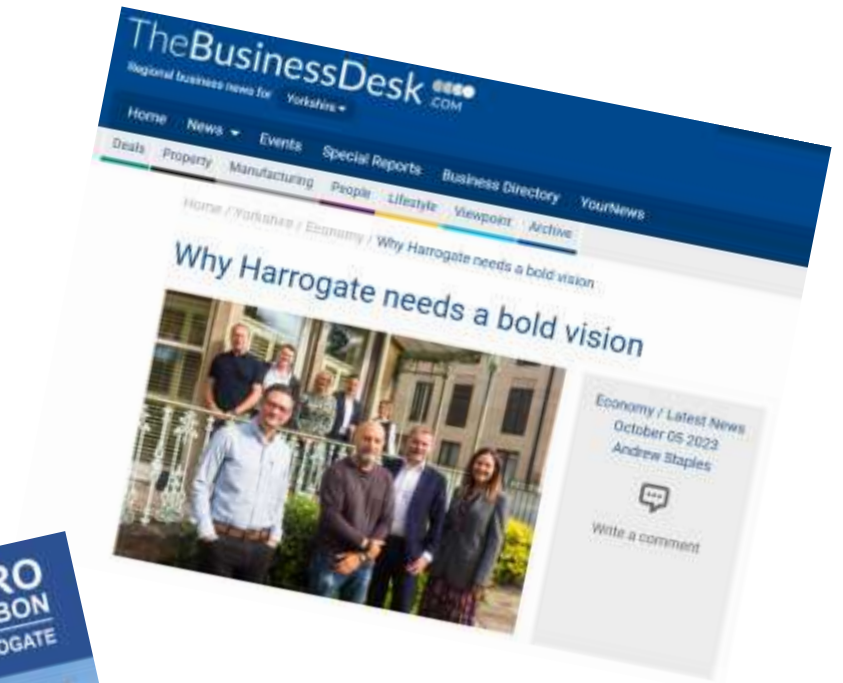 TheBusinessDesk
.COM
Regional business news for Yorkshire
Home News Events Special Reports Business Directory YourNews
Deals Property Manufacturing People Lifestyle Viewpoint Archive
Home / Yorkshire / Economy / Why Harrogate needs a bold vision
Why Harrogate needs a bold vision
Economy / Latest News
October 05 2023
Andrew Staples
Write a comment
RO
BON
OGATE